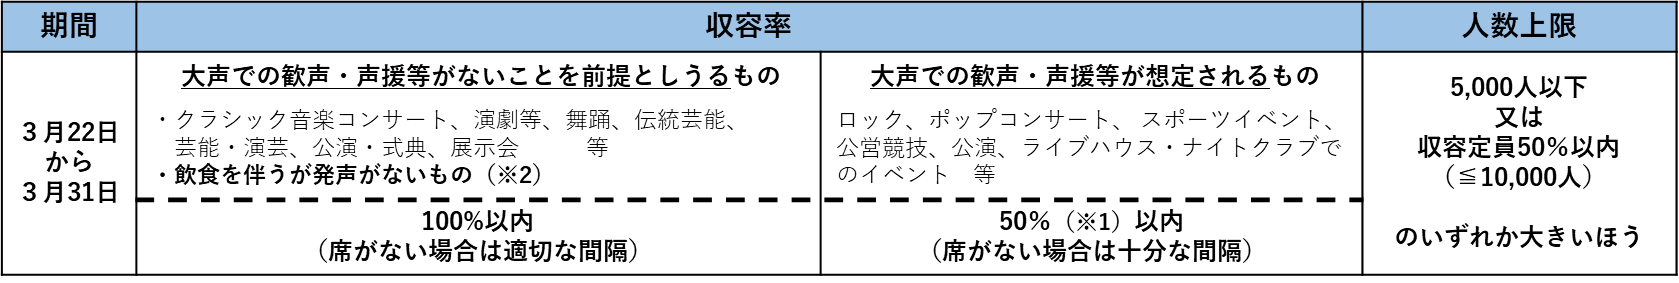 期間
収容率
人数上限
３月22日
から
３月31日
大声での歓声・声援等がないことを前提としうるもの
・クラシック音楽コンサート、演劇等、舞踊、伝統芸能、
芸能・演芸、公演・式典、展示会　　　等
・飲食を伴うが発声がないもの（※2）
100%以内
（席がない場合は適切な間隔）
大声での歓声・声援等が想定されるもの
ロック、ポップコンサート、スポーツイベント、
公営競技、公演、ライブハウス・ナイトクラブで
のイベント　等
50％（※1）以内
（席がない場合は十分な間隔）
5,000人以下
又は
収容定員50％以内
（≦10,000人）
のいずれか大きいほう